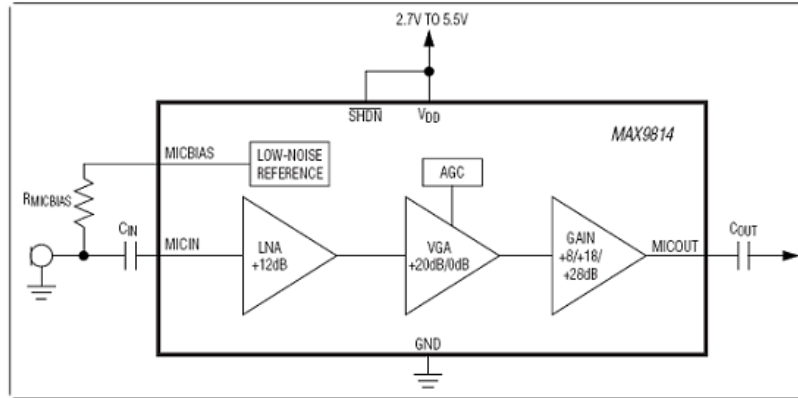 2.7V TO 5.5V
SHDN
VDD
MAX9814
MICBIAS
LOW-NOISE
REFERENCE
AGC
RMICBIAS
CIN
MICIN
LNA
+12dB
VGA
+20dB/0dB
GAIN
+8/+18/
+28dB
MICOUT
COUT
GND